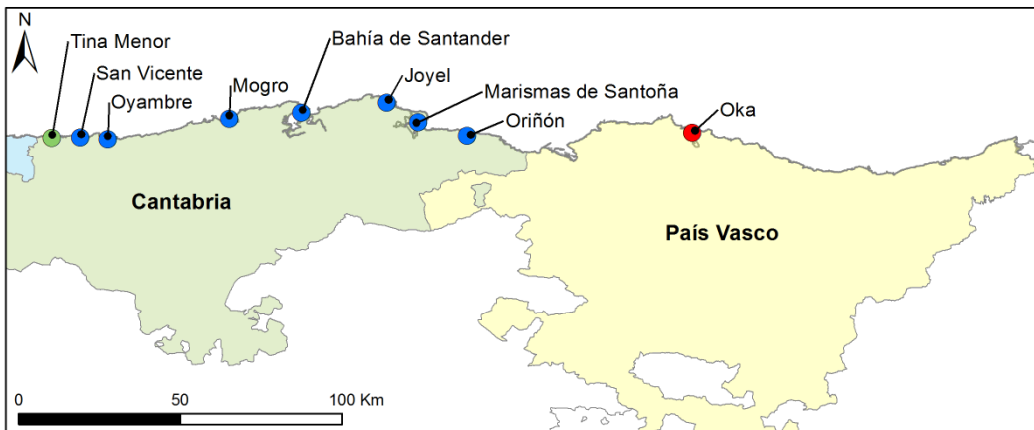 N
Tina Menor
San Vicente
Oyambre
Mogro
Bahía de Santander
Joyel
Marismas de Santoña
Oriñón
Oka
Cantabria
País Vasco
0 50 100 Km